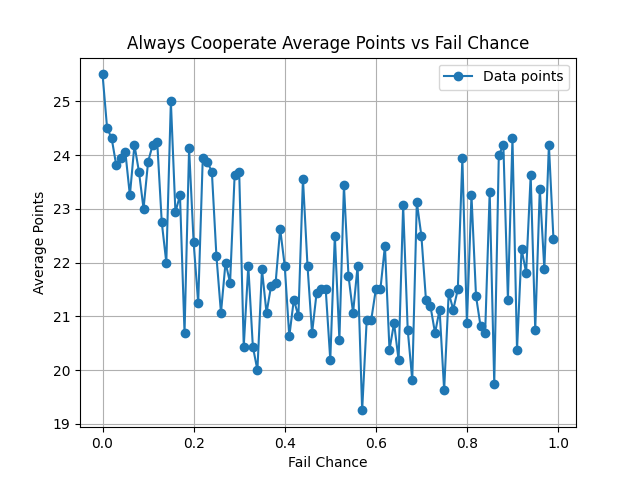 Always Cooperate Average Points vs Fail Chance
Data points
25
24
23
22
21
20
19
Average Points
0.0 0.2 0.4 0.6 0.8 1.0
Fail Chance